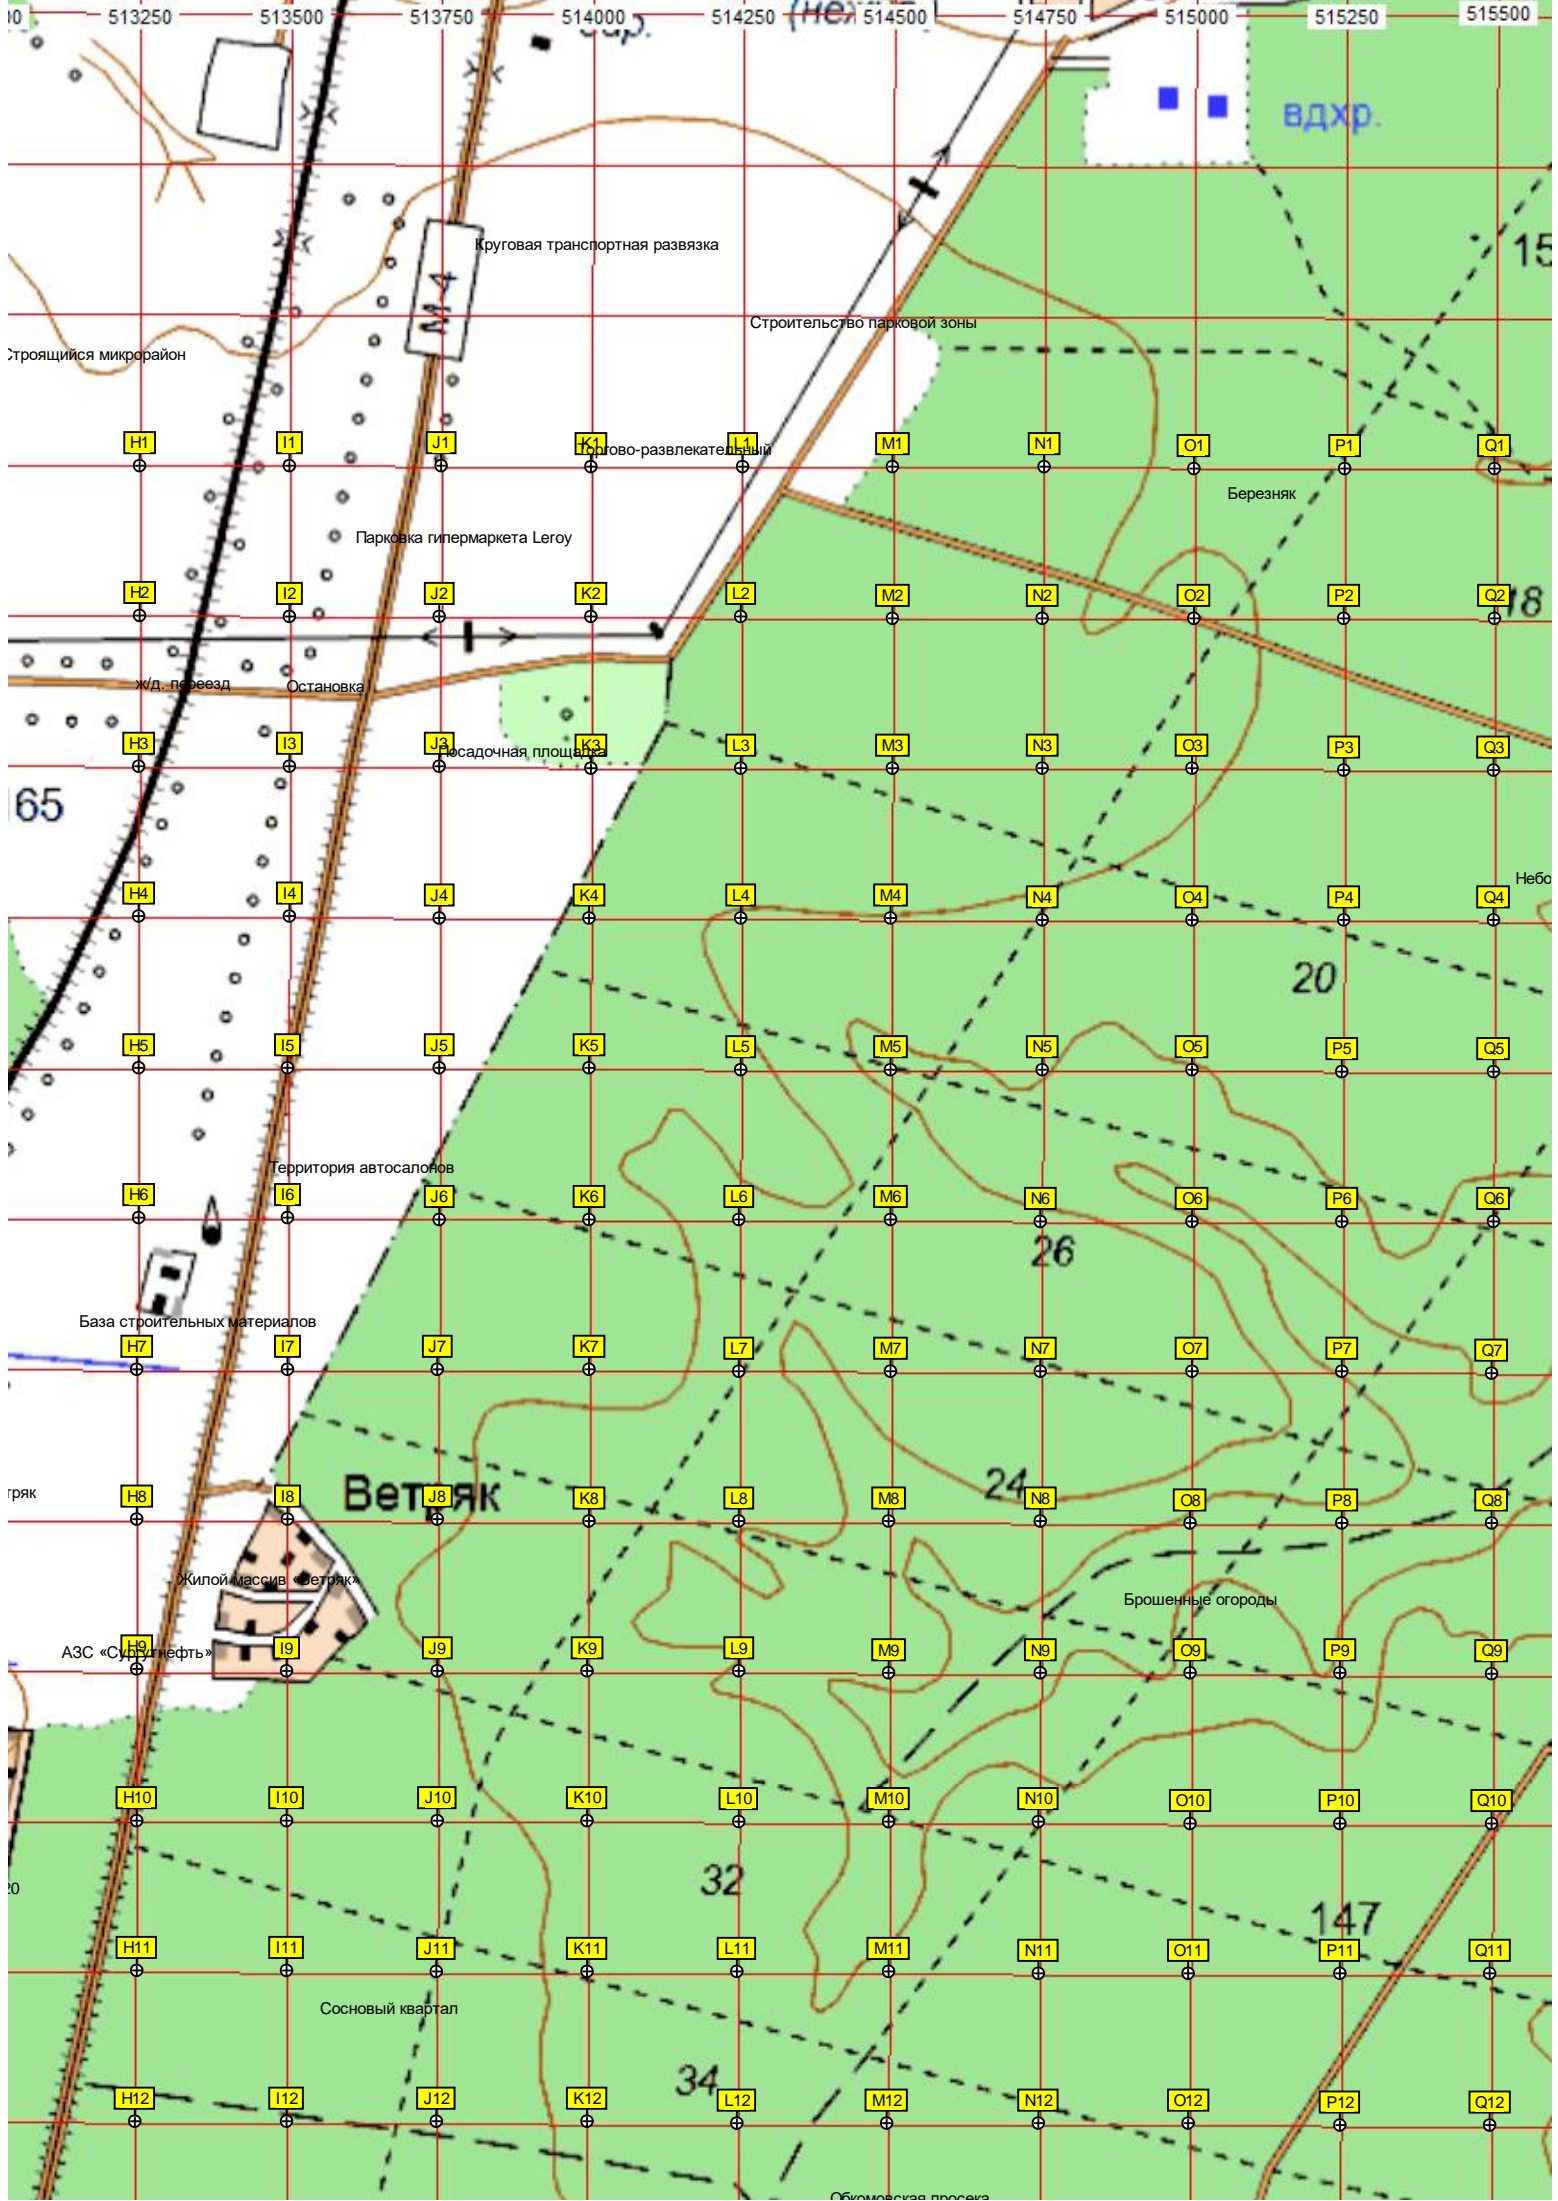 513250 513500 513750 514000 514250 514500 514750 515000 515250 515500
вдхр.
15
Круговая транспортная развязка
М 4
Строительство парковой зоны
Строящийся микрорайон
H1 I1 J1 K1 L1 M1 N1 O1 P1 Q1
Торгово-развлекательный
Березняк
Парковка гипермаркета Leroy
H2 I2 J2 K2 L2 M2 N2 O2 P2 Q2
18
ж/д. переезд
Остановка
H3 I3 J3 K3 L3 M3 N3 O3 P3 Q3
Посадочная площадка
165
Небо
H4 I4 J4 K4 L4 M4 N4 O4 P4 Q4
20
H5 I5 J5 K5 L5 M5 N5 O5 P5 Q5
Территория автосалонов
H6 I6 J6 K6 L6 M6 N6 O6 P6 Q6
26
База строительных материалов
H7 I7 J7 K7 L7 M7 N7 O7 P7 Q7
24
Ветряк
тряк
H8 I8 J8 K8 L8 M8 N8 O8 P8 Q8
Жилой массив «Ветряк»
Брошенные огороды
АЗС «Сургутнефть»
H9 I9 J9 K9 L9 M9 N9 O9 P9 Q9
H10 I10 J10 K10 L10 M10 N10 O10 P10 Q10
32
20
147
H11 I11 J11 K11 L11 M11 N11 O11 P11 Q11
Сосновый квартал
34
H12 I12 J12 K12 L12 M12 N12 O12 P12 Q12
Обкомовская просека